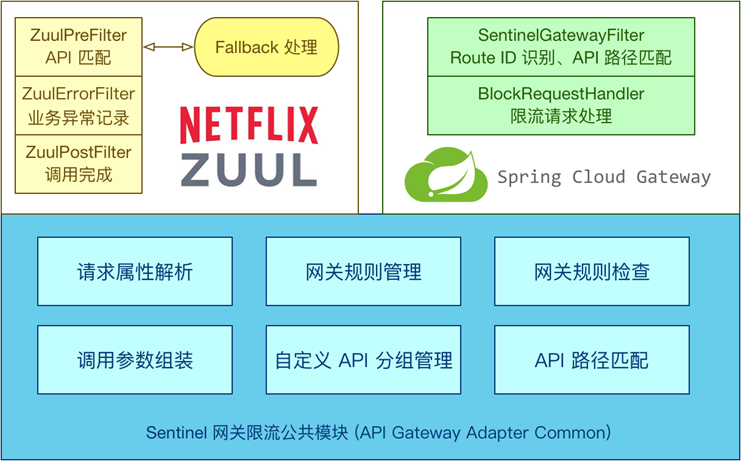 ZuulPreFilter
API 匹配
Fallback 处理
ZuulErrorFilter
业务异常记录
ZuulPostFilter
调用完成
NETFLIX
ZUUL
SentinelGatewayFilter
Route ID 识别、API 路径匹配
BlockRequestHandler
限流请求处理
Spring Cloud Gateway
请求属性解析
网关规则管理
网关规则检查
调用参数组装
自定义 API 分组管理
API 路径匹配
Sentinel 网关限流公共模块 (API Gateway Adapter Common)